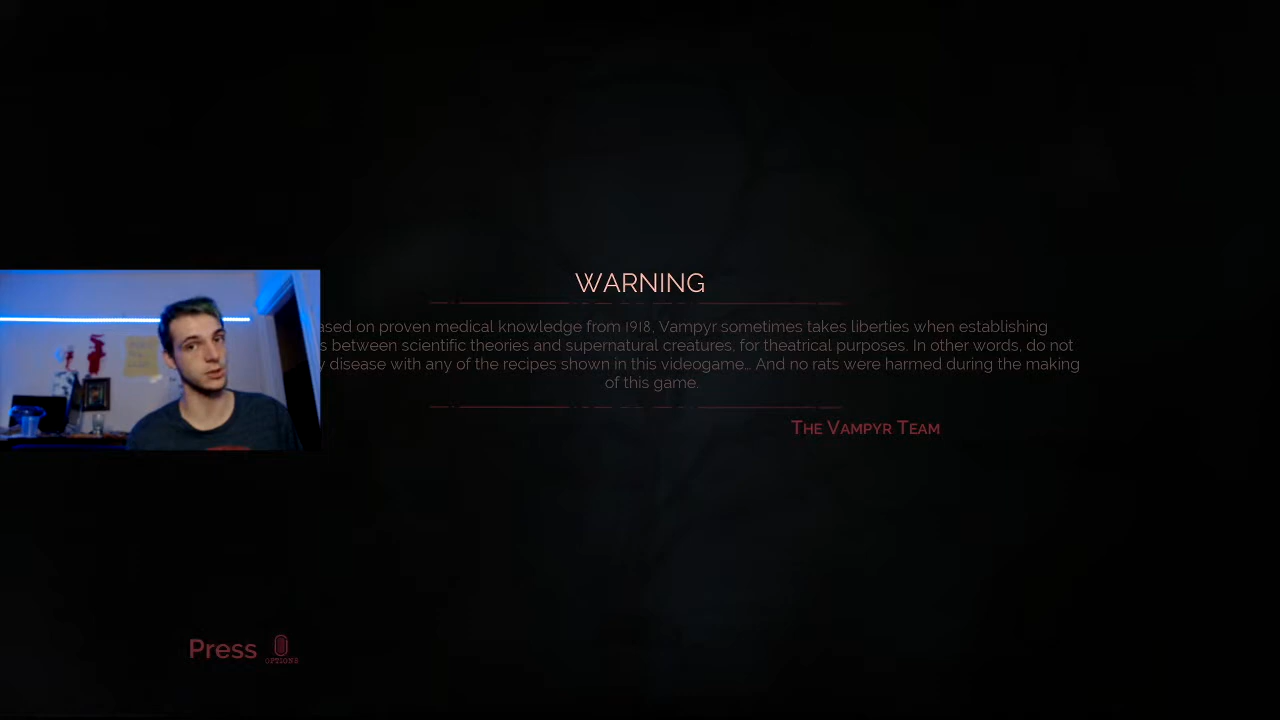 WARNING
ased on proven medical knowledge from 1918, Vampyr sometimes takes liberties when establishing
s between scientific theories and supernatural creatures, for theatrical purposes. In other words, do not
y disease with any of the recipes shown in this videogame... And no rats were harmed during the making
of this game.
The Vampyr Team
Press
OPTIONS